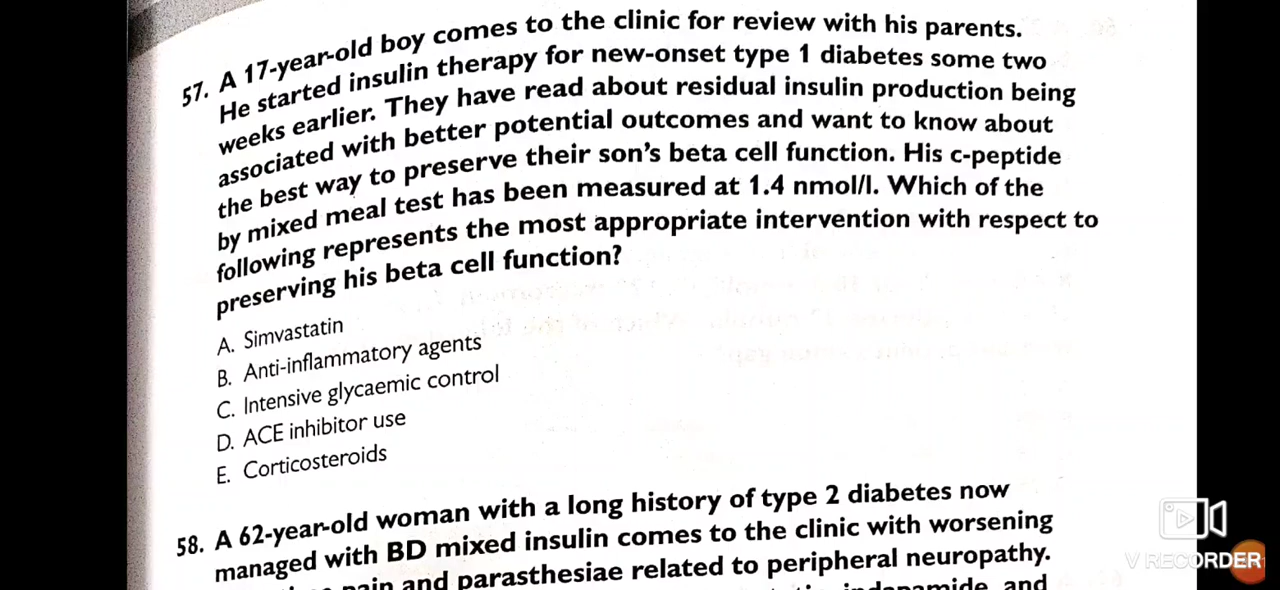 57. A 17-year-old boy comes to the clinic for review with his parents.
He started insulin therapy for new-onset type 1 diabetes some two
weeks earlier. They have read about residual insulin production being
associated with better potential outcomes and want to know about
the best way to preserve their son's beta cell function. His c-peptide
by mixed meal test has been measured at 1.4 nmol/l. Which of the
following represents the most appropriate intervention with respect to
preserving his beta cell function?
A. Simvastatin
B. Anti-inflammatory agents
C. Intensive glycaemic control
D. ACE inhibitor use
E. Corticosteroids
58. A 62-year-old woman with a long history of type 2 diabetes now
managed with BD mixed insulin comes to the clinic with worsening
pain and parasthesiae related to peripheral neuropathy.
indapamide, and
V RECORDER